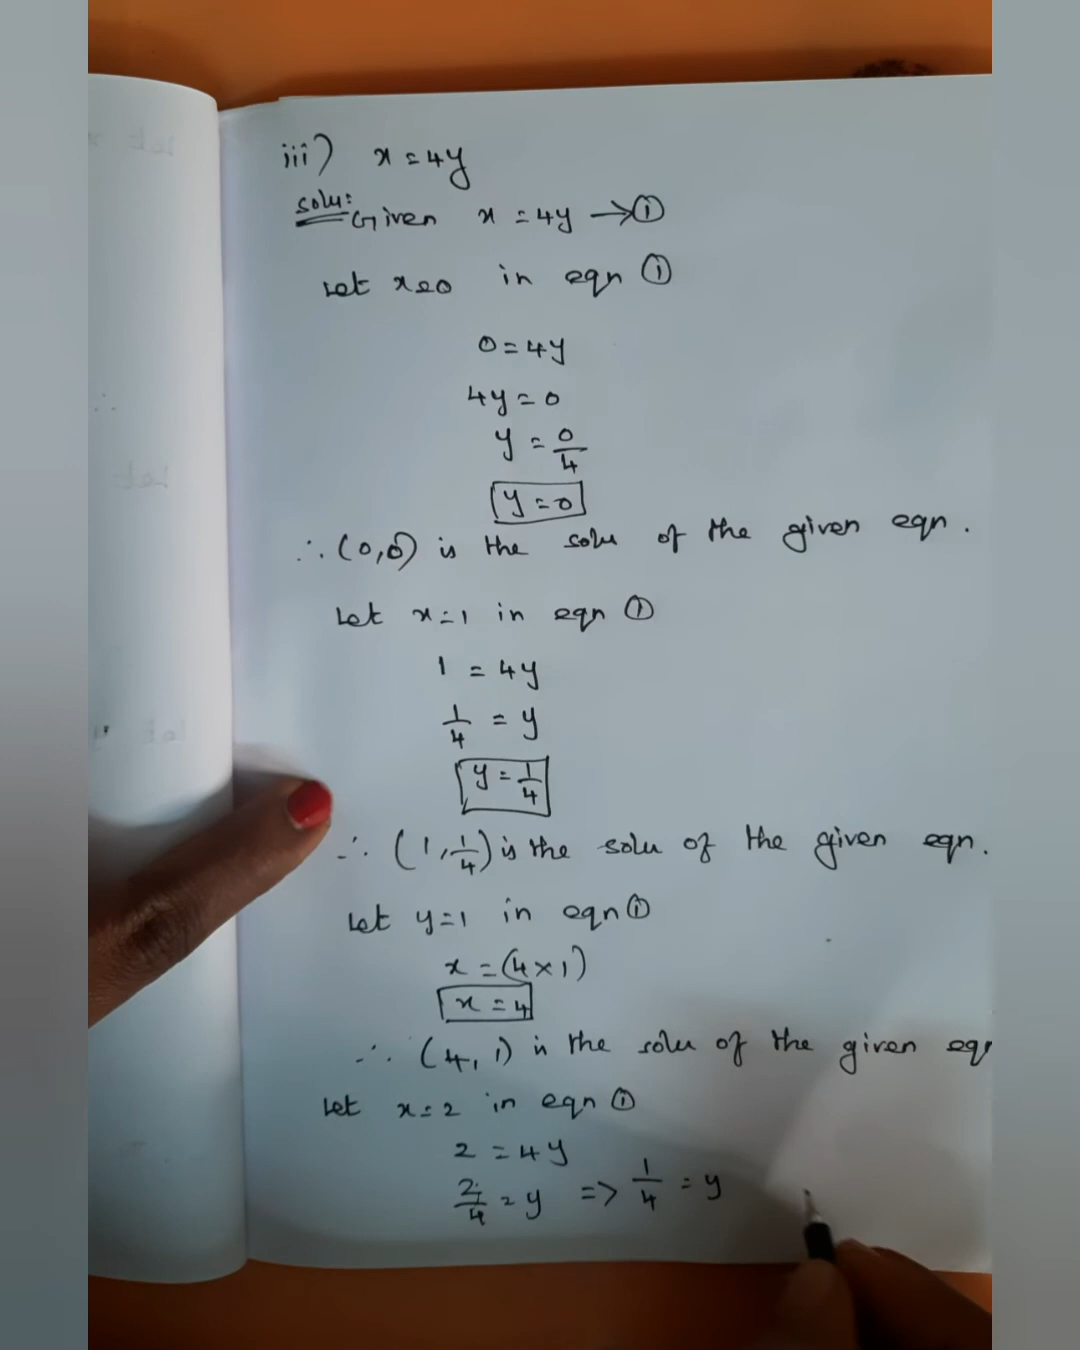 iii) x = 4y
Solu:
Given x = 4y → ①
Let x=0 in eqn ①
0 = 4y
4y = 0
y = 0/4
y = 0
∴ (0,0) is the solu of the given eqn.
Let x=1 in eqn ①
1 = 4y
1/4 = y
y = 1/4
∴ (1, 1/4) is the solu of the given eqn.
Let y=1 in eqn ①
x = (4×1)
x = 4
∴ (4, 1) is the solu of the given eqn
Let x=2 in eqn ①
2 = 4y
2/4 = y => 1/4 = y